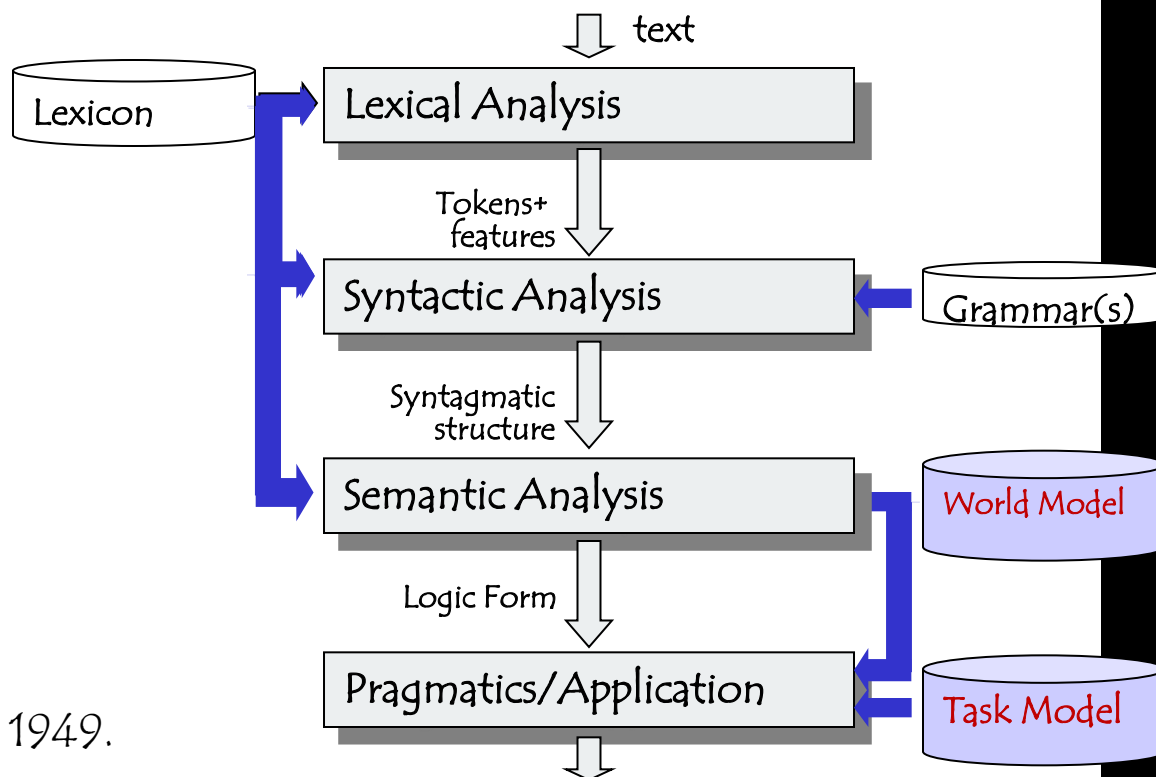 text
Lexicon
Lexical Analysis
Tokens+
features
Syntactic Analysis
Grammar(s)
Syntagmatic
structure
Semantic Analysis
World Model
Logic Form
Pragmatics/Application
Task Model
1949.